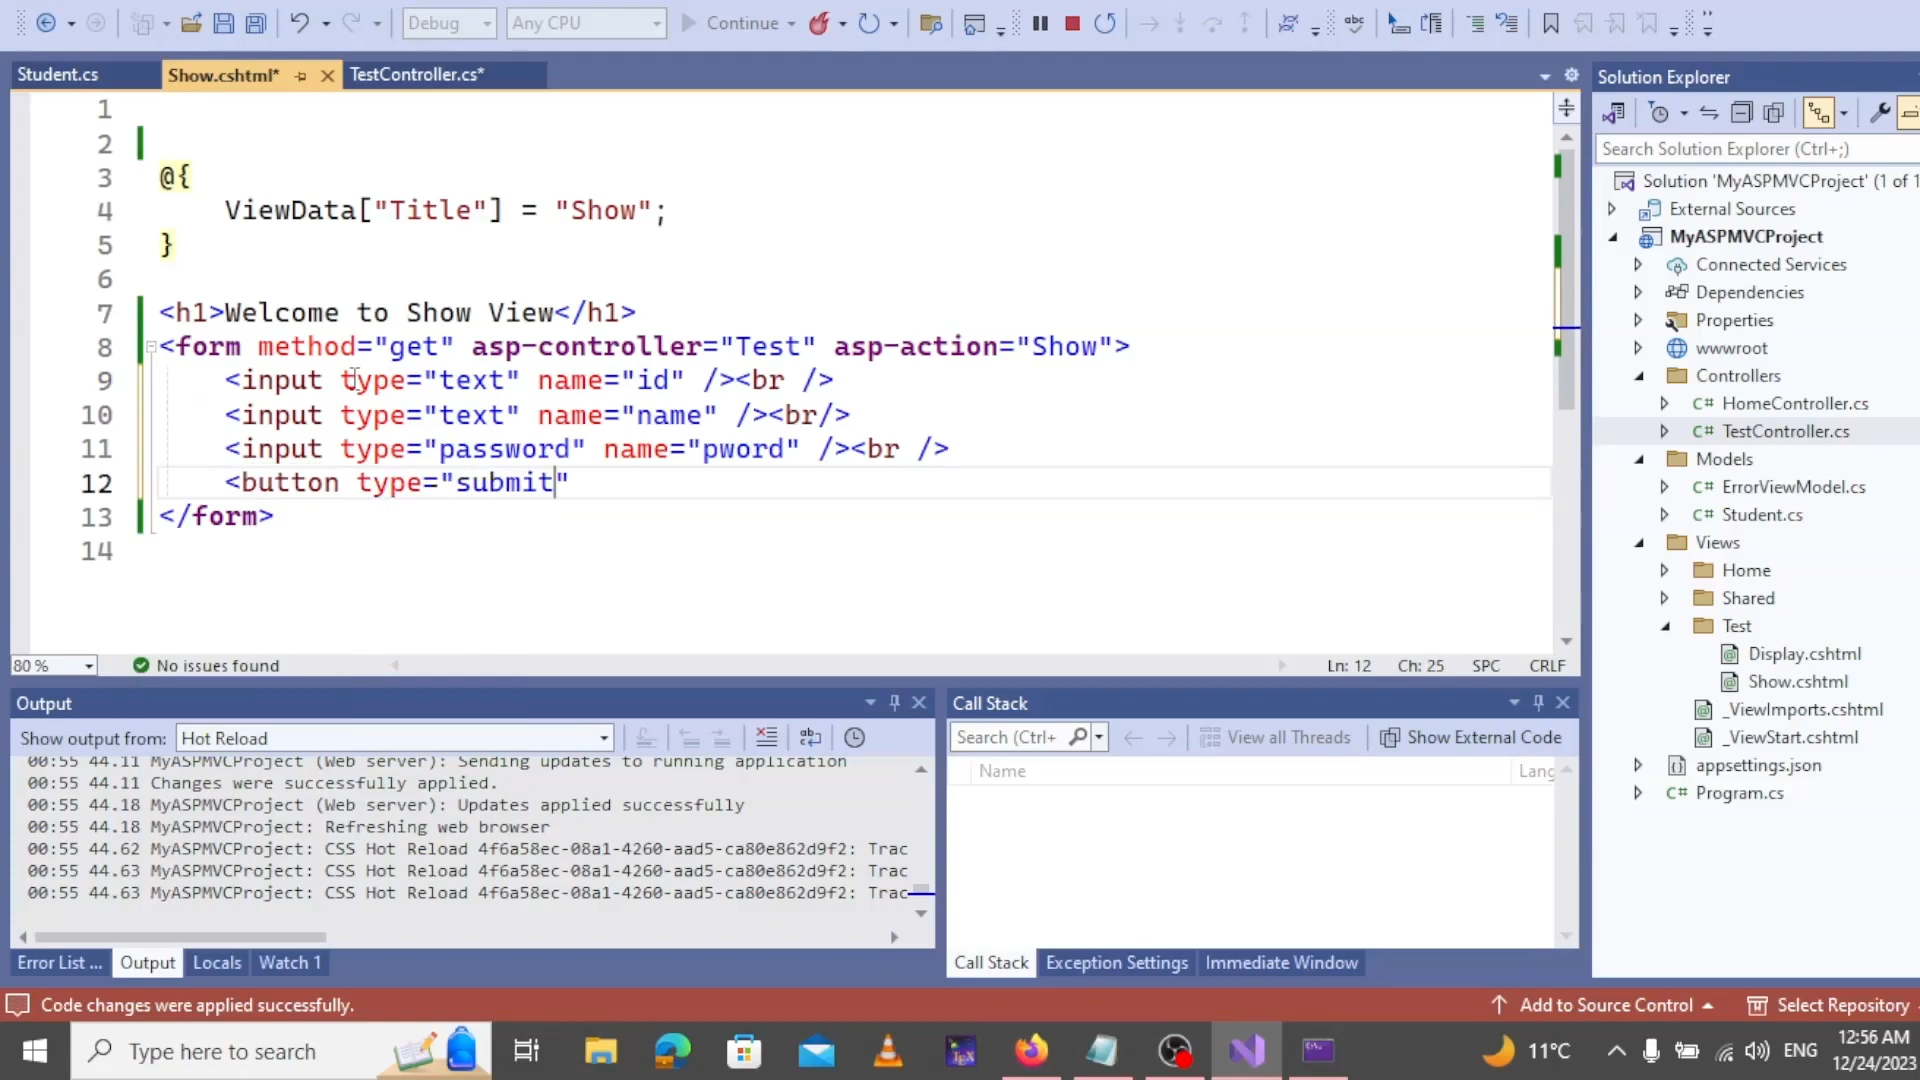 Debug
Any CPU
Continue
abc
Student.cs
Show.cshtml*
TestController.cs*
1
2
3 @{
4 ViewData["Title"] = "Show";
5 }
6
7 <h1>Welcome to Show View</h1>
8 <form method="get" asp-controller="Test" asp-action="Show">
9 <input type="text" name="id" /><br />
10 <input type="text" name="name" /><br/>
11 <input type="password" name="pword" /><br />
12 <button type="submit"
13 </form>
14
80 %
No issues found
Ln: 12 Ch: 25 SPC CRLF
Solution Explorer
Search Solution Explorer (Ctrl+;)
Solution 'MyASPMVCProject' (1 of 1
External Sources
MyASPMVCProject
Connected Services
Dependencies
Properties
wwwroot
Controllers
C# HomeController.cs
C# TestController.cs
Models
C# ErrorViewModel.cs
C# Student.cs
Views
Home
Shared
Test
Display.cshtml
Show.cshtml
_ViewImports.cshtml
_ViewStart.cshtml
appsettings.json
C# Program.cs
Output
Show output from: Hot Reload
00:55 44.11 MyASPMVCProject (Web server): Sending updates to running application
00:55 44.11 Changes were successfully applied.
00:55 44.18 MyASPMVCProject (Web server): Updates applied successfully
00:55 44.18 MyASPMVCProject: Refreshing web browser
00:55 44.62 MyASPMVCProject: CSS Hot Reload 4f6a58ec-08a1-4260-aad5-ca80e862d9f2: Trac
00:55 44.63 MyASPMVCProject: CSS Hot Reload 4f6a58ec-08a1-4260-aad5-ca80e862d9f2: Trac
00:55 44.63 MyASPMVCProject: CSS Hot Reload 4f6a58ec-08a1-4260-aad5-ca80e862d9f2: Trac
Error List ... Output Locals Watch 1
Call Stack
Search (Ctrl+
View all Threads
Show External Code
Name
Lang
Call Stack Exception Settings Immediate Window
Code changes were applied successfully.
Add to Source Control
Select Repository
Type here to search
TEX
11°C
ENG
12:56 AM
12/24/2023